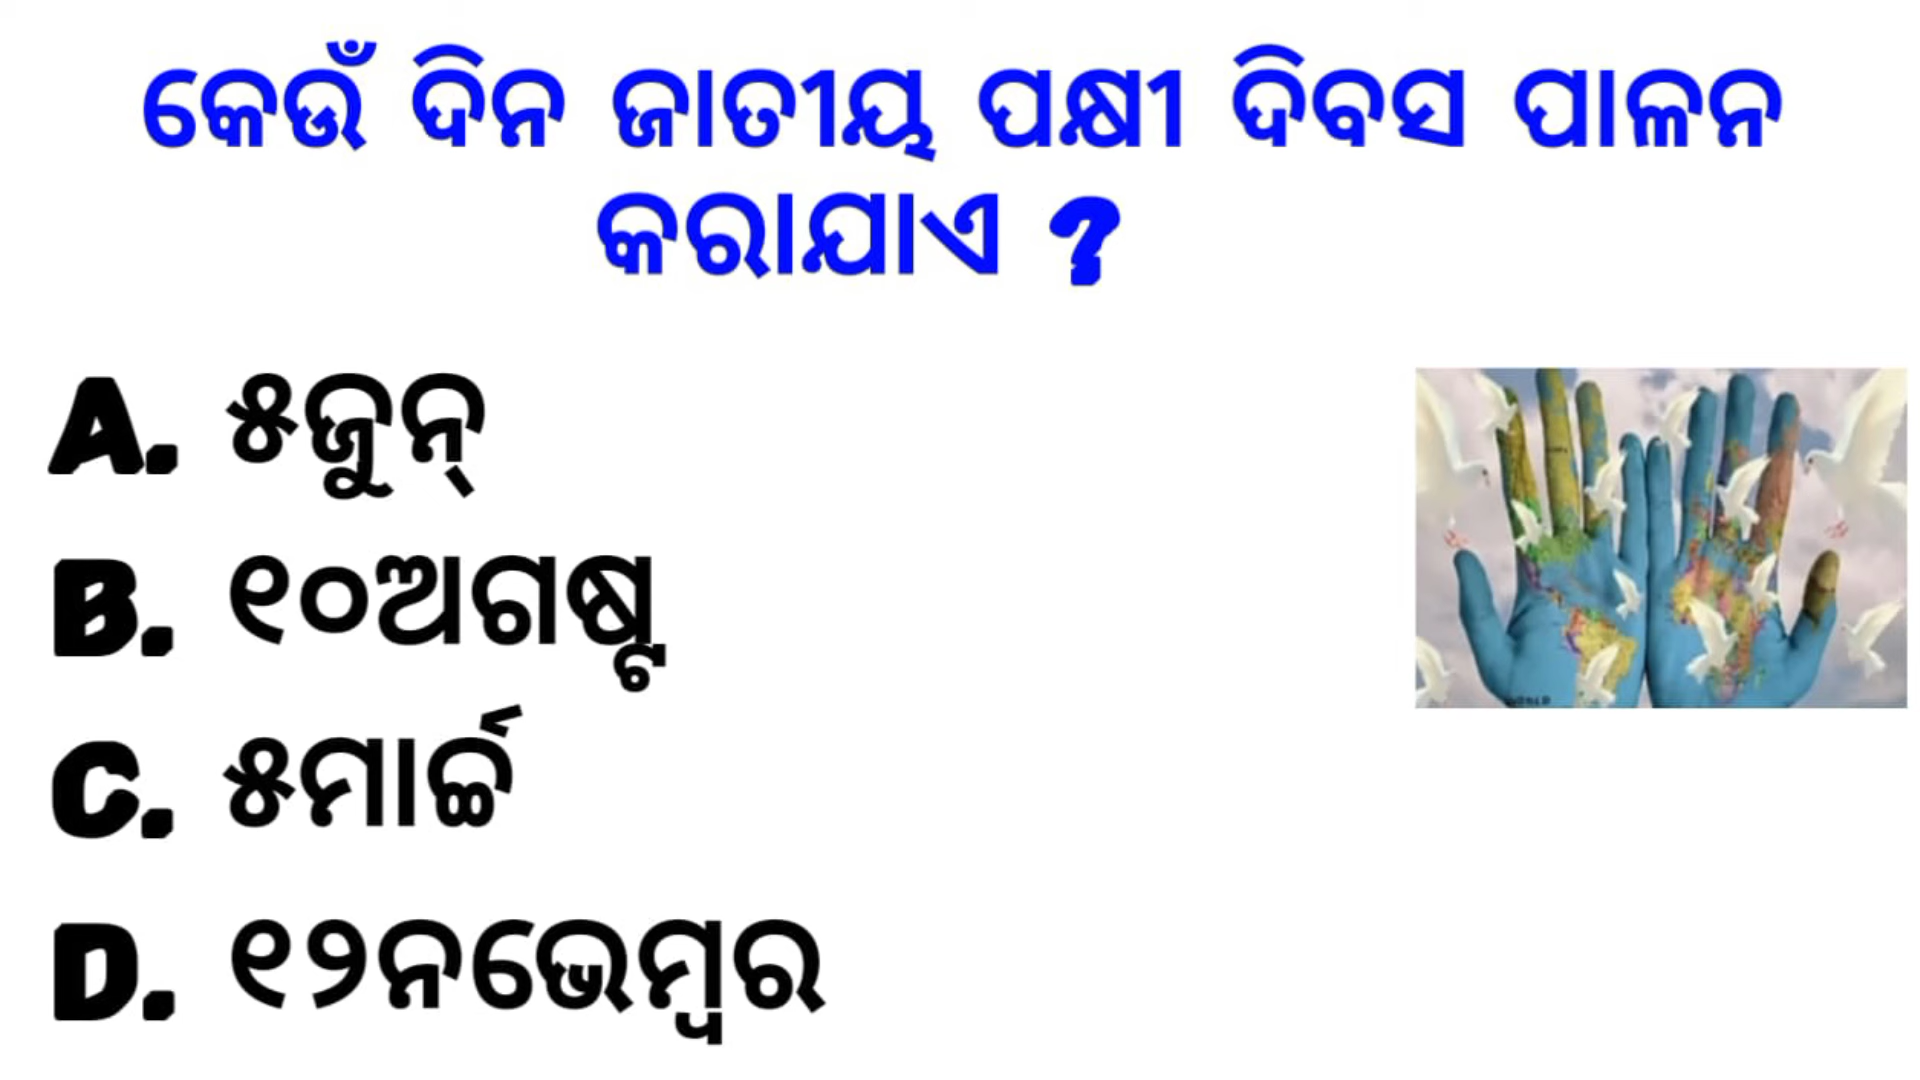 କେଉଁ ଦିନ ଜାତୀୟ ପକ୍ଷୀ ଦିବସ ପାଳନ
କରାଯାଏ ?
A. ୫ଜୁନ୍
B. ୧୦ଅଗଷ୍ଟ
C. ୫ମାର୍ଚ୍ଚ
D. ୧୨ନଭେମ୍ବର